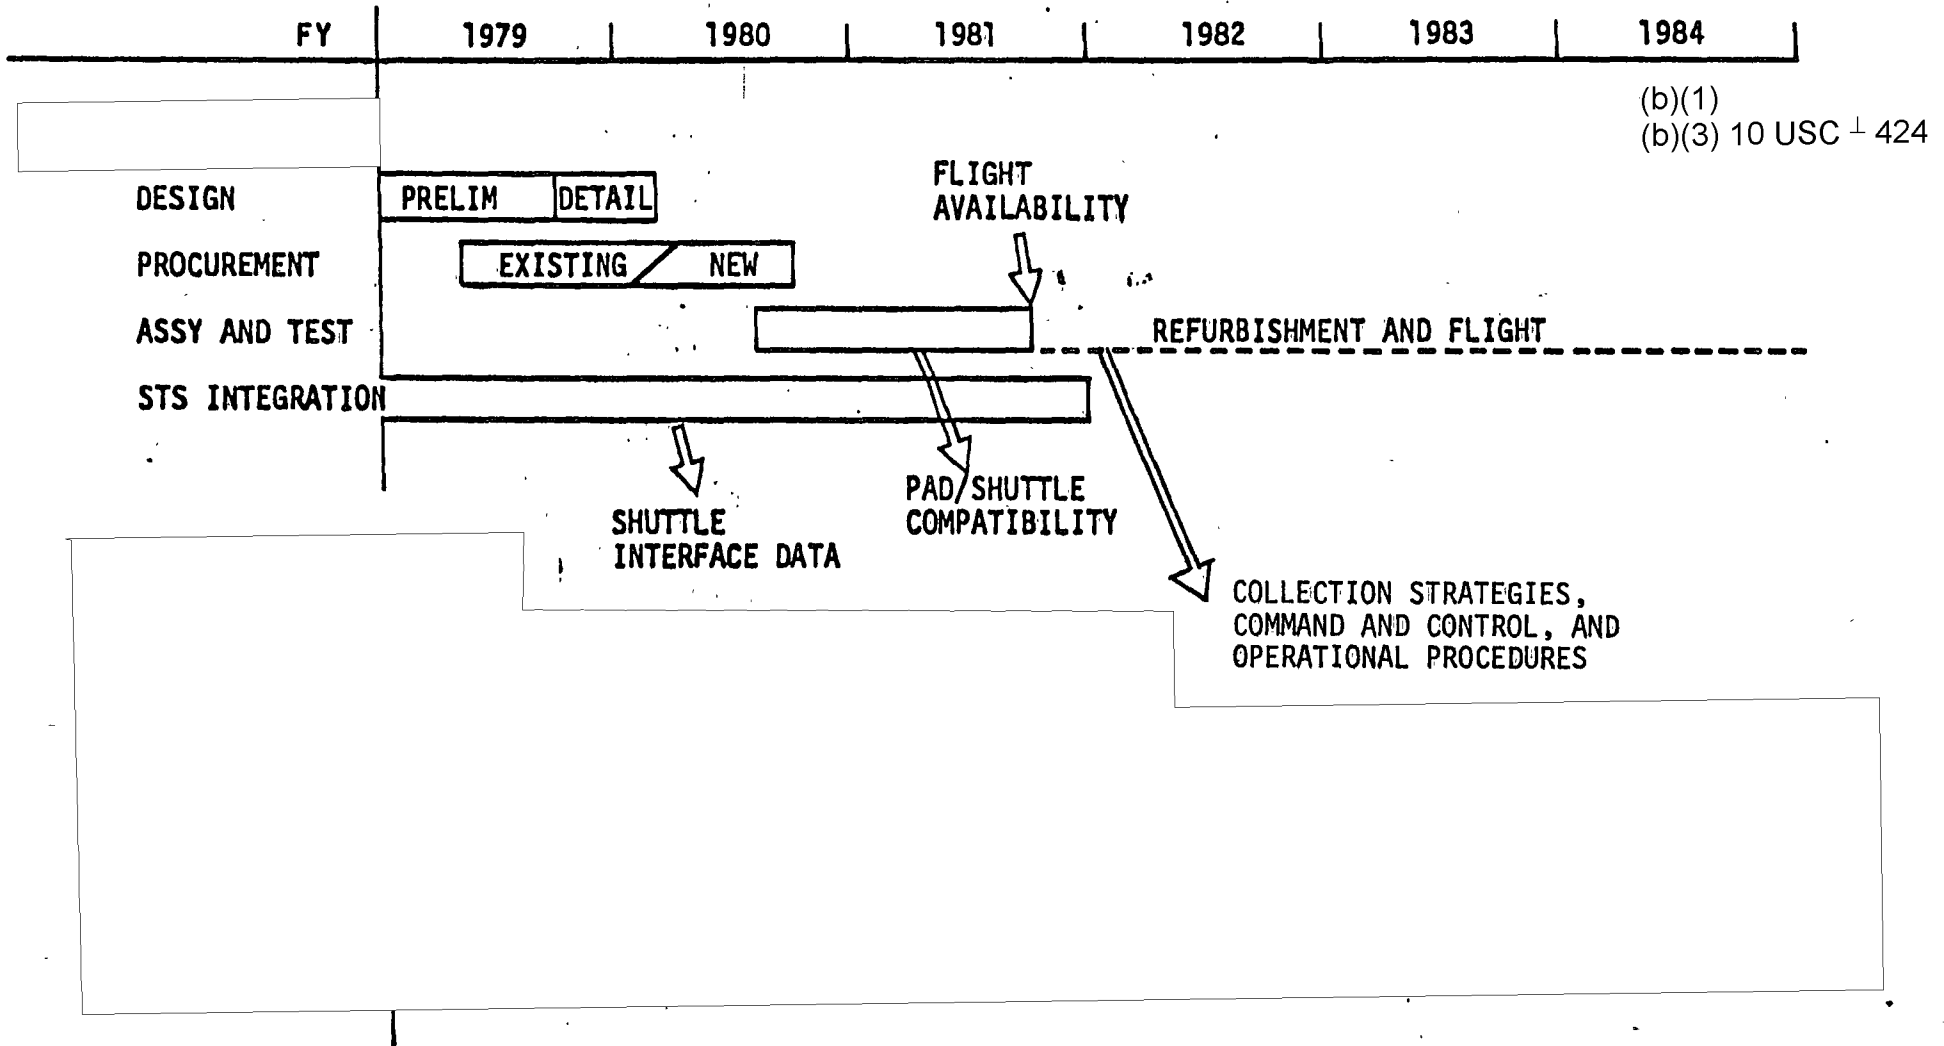 FY 1979 1980 1981 1982 1983 1984
(b)(1)
(b)(3) 10 USC ┴ 424
FLIGHT
AVAILABILITY
DESIGN PRELIM DETAIL
PROCUREMENT EXISTING / NEW
ASSY AND TEST REFURBISHMENT AND FLIGHT
STS INTEGRATION
PAD/SHUTTLE
COMPATIBILITY
SHUTTLE
INTERFACE DATA
COLLECTION STRATEGIES,
COMMAND AND CONTROL, AND
OPERATIONAL PROCEDURES